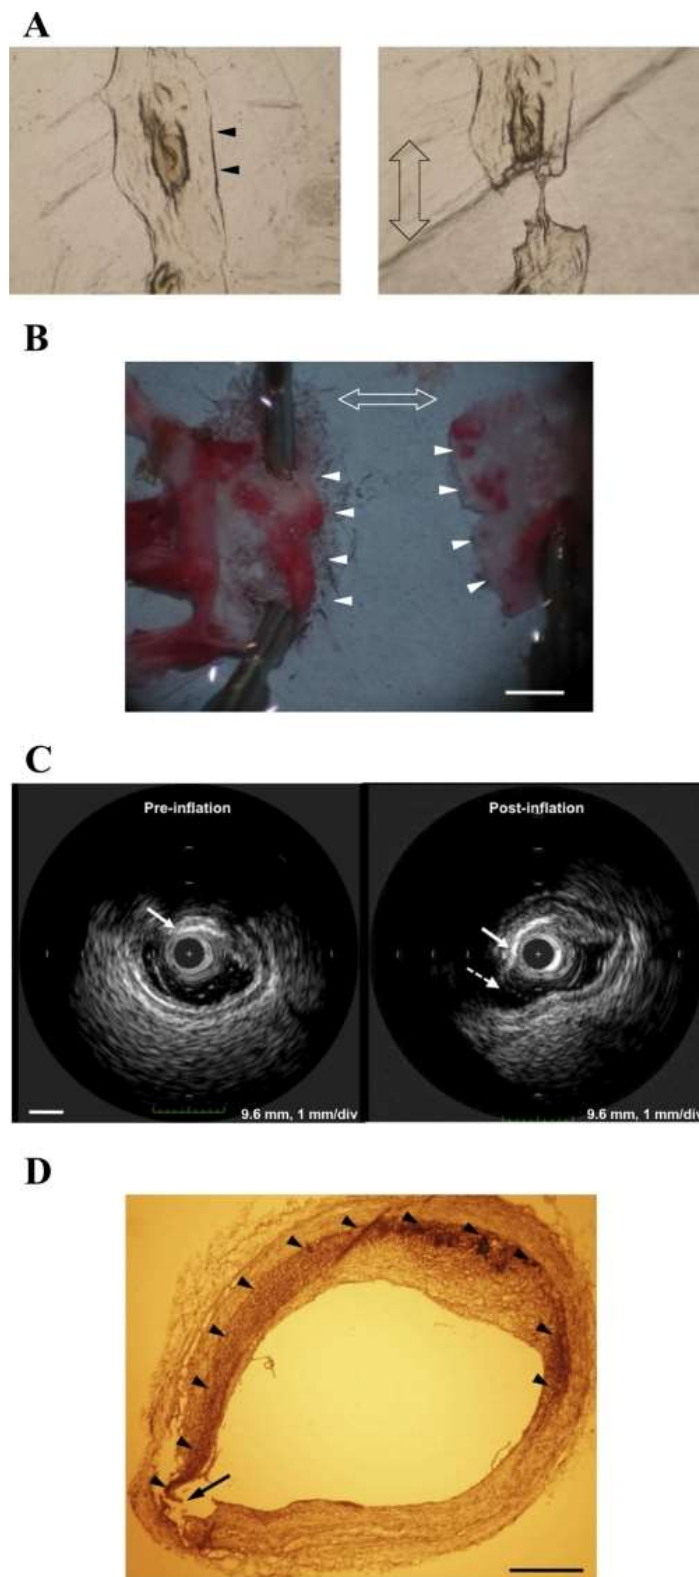 A
B
C
Pre-inflation
Post-inflation
9.6 mm, 1 mm/div
9.6 mm, 1 mm/div
D